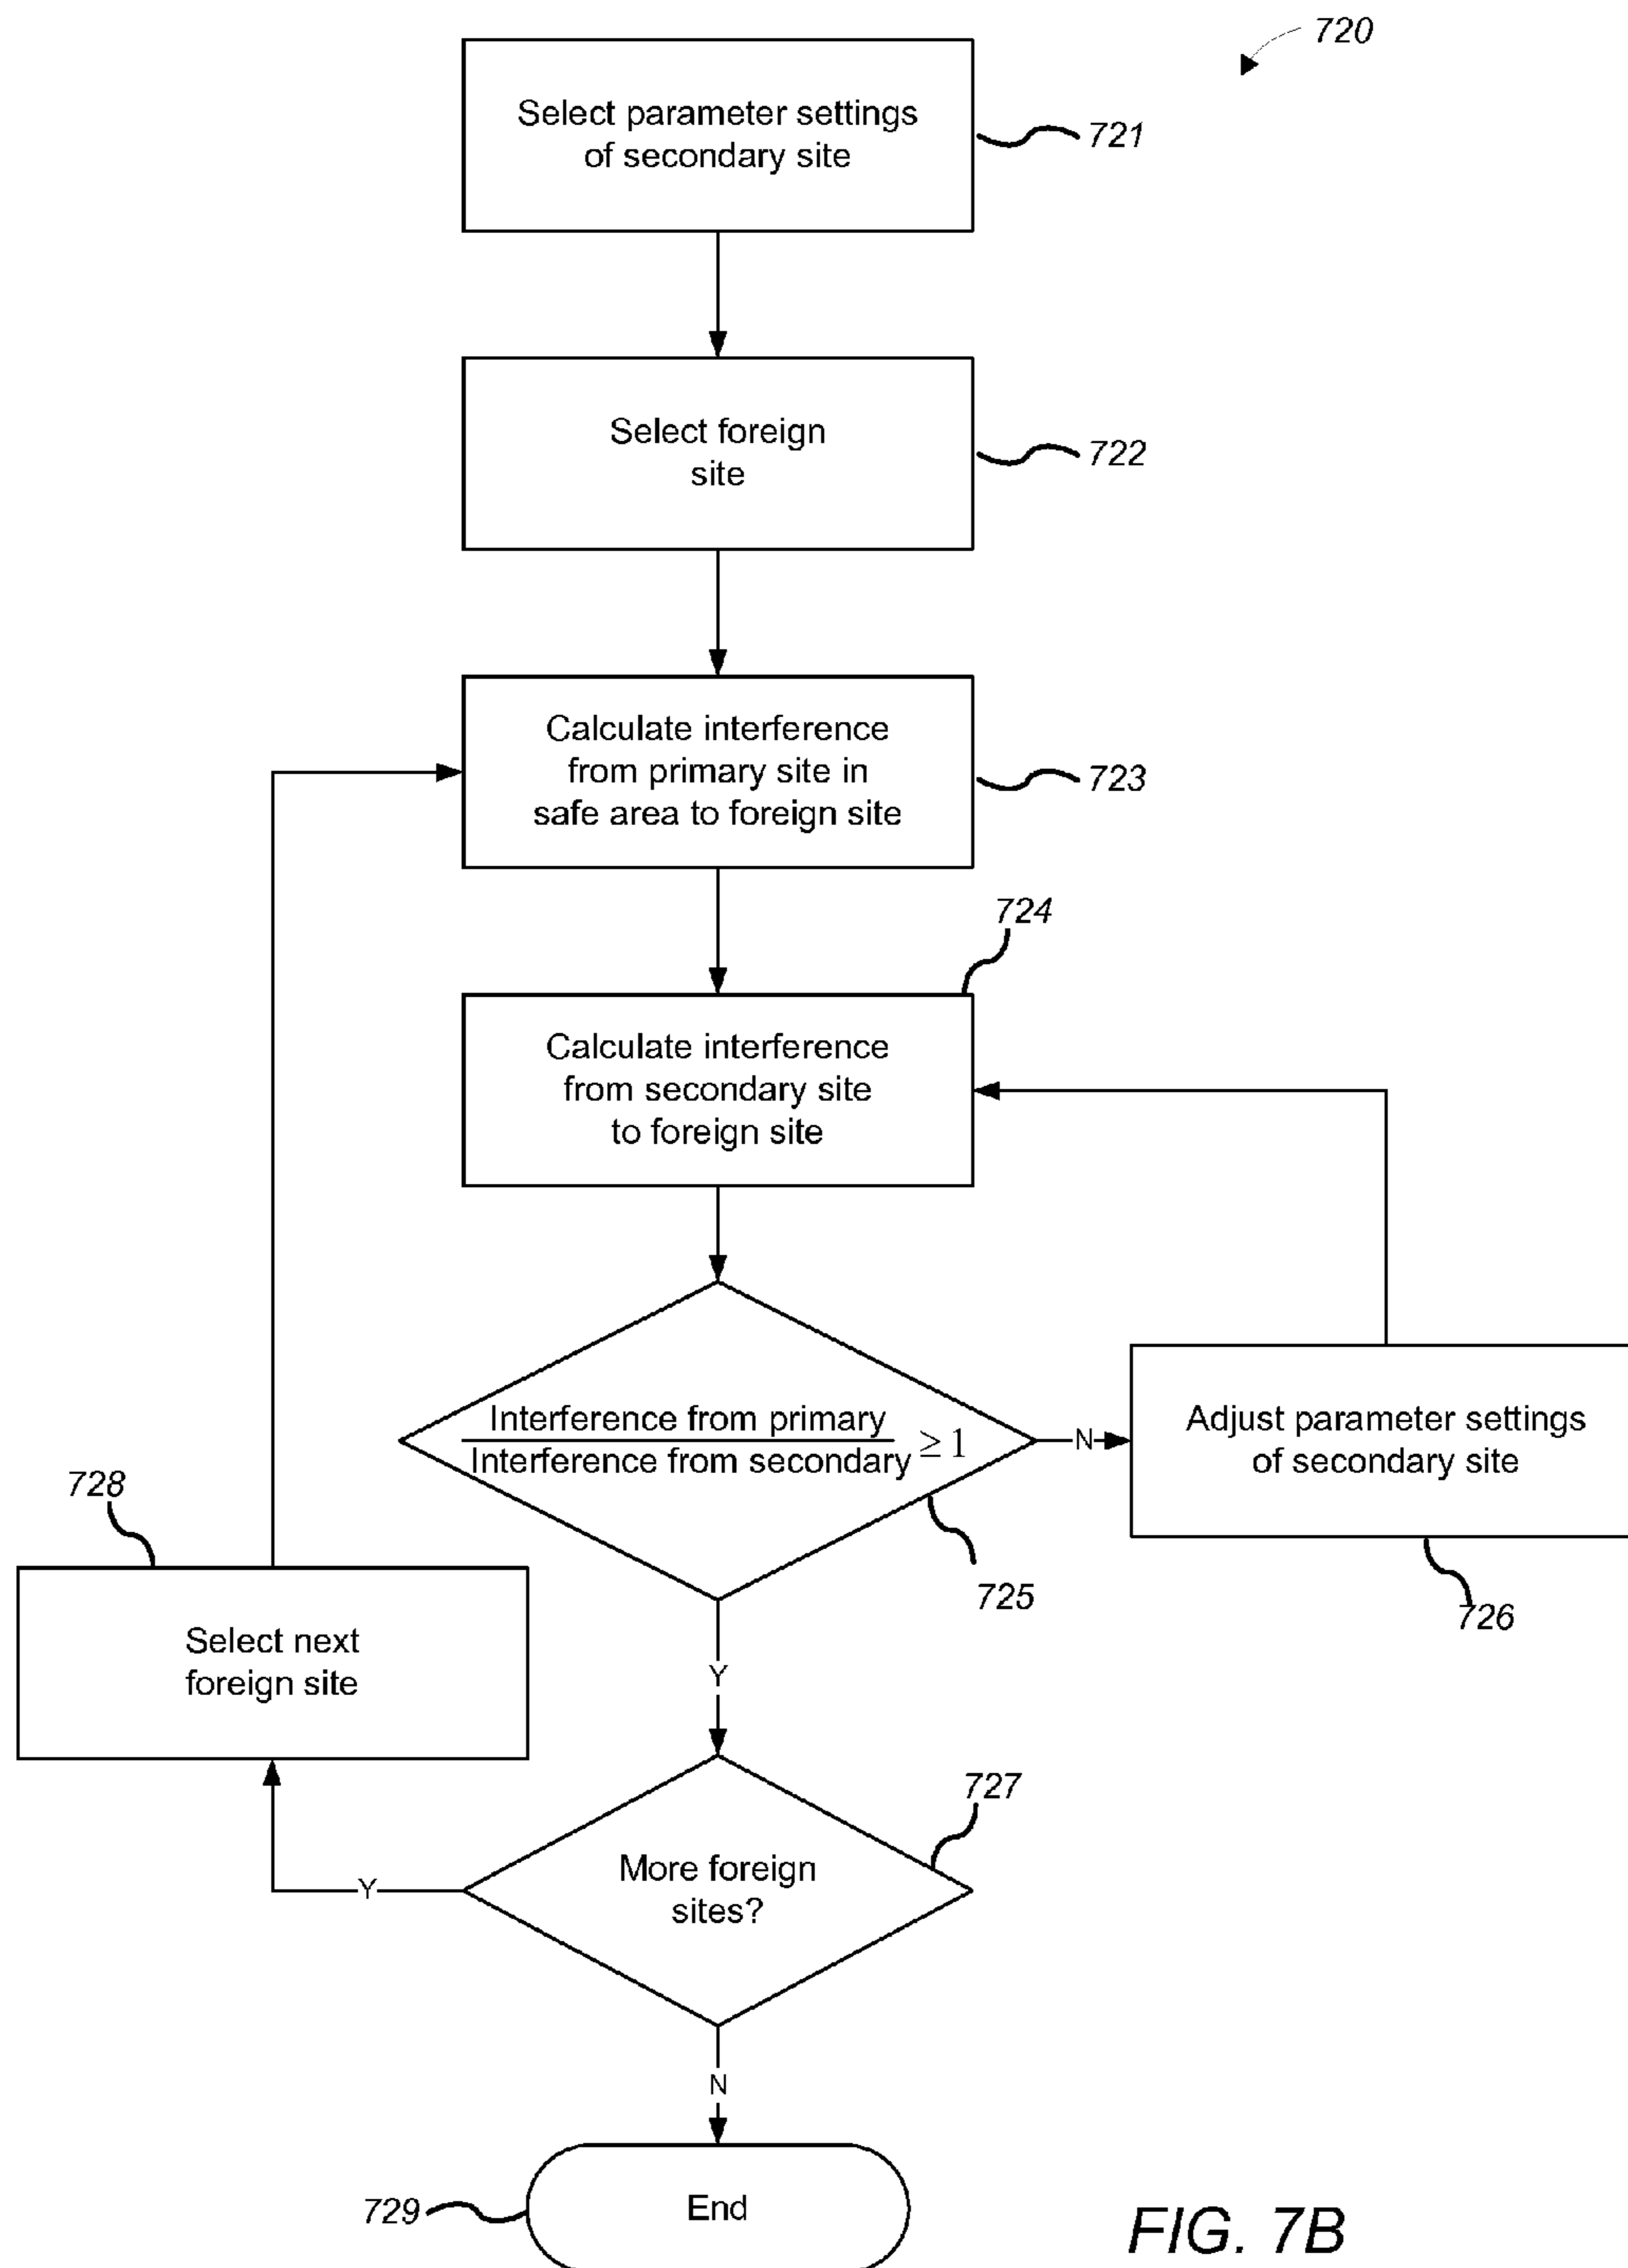 720
Select parameter settings
of secondary site
721
Select foreign
site
722
Calculate interference
from primary site in
safe area to foreign site
723
724
Calculate interference
from secondary site
to foreign site
Interference from primary
Interference from secondary
≥ 1
N
Adjust parameter settings
of secondary site
728
725
726
Select next
foreign site
Y
727
More foreign
sites?
Y
N
729
End
FIG. 7B